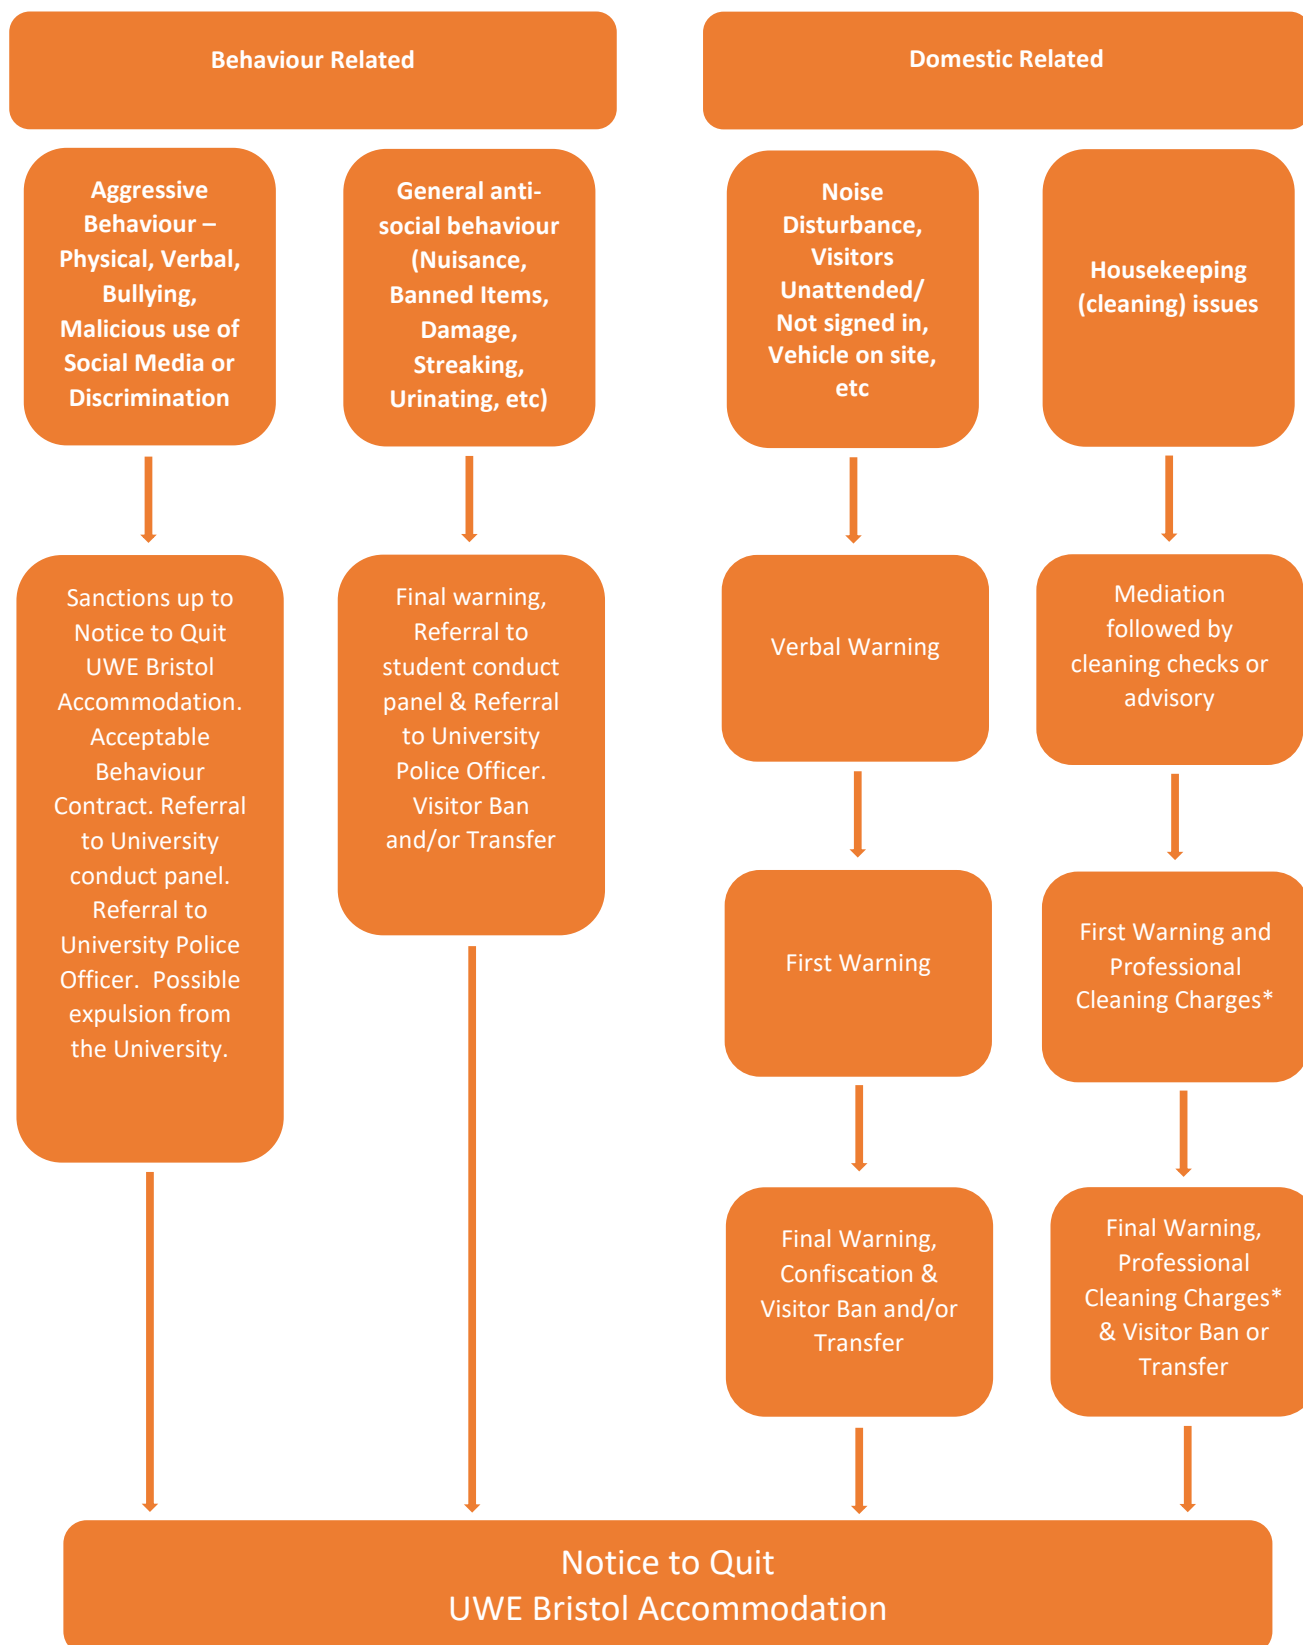 Behaviour Related
Domestic Related
Aggressive
Behaviour –
Physical, Verbal,
Bullying,
Malicious use of
Social Media or
Discrimination
General anti-
social behaviour
(Nuisance,
Banned Items,
Damage,
Streaking,
Urinating, etc)
Noise
Disturbance,
Visitors
Unattended/
Not signed in,
Vehicle on site,
etc
Housekeeping
(cleaning) issues
Sanctions up to
Notice to Quit
UWE Bristol
Accommodation.
Acceptable
Behaviour
Contract. Referral
to University
conduct panel.
Referral to
University Police
Officer.  Possible
expulsion from
the University.
Final warning,
Referral to
student conduct
panel & Referral
to University
Police Officer.
Visitor Ban
and/or Transfer
Verbal Warning
Mediation
followed by
cleaning checks or
advisory
First Warning
First Warning and
Professional
Cleaning Charges*
Final Warning,
Confiscation &
Visitor Ban and/or
Transfer
Final Warning,
Professional
Cleaning Charges*
& Visitor Ban or
Transfer
Notice to Quit
UWE Bristol Accommodation